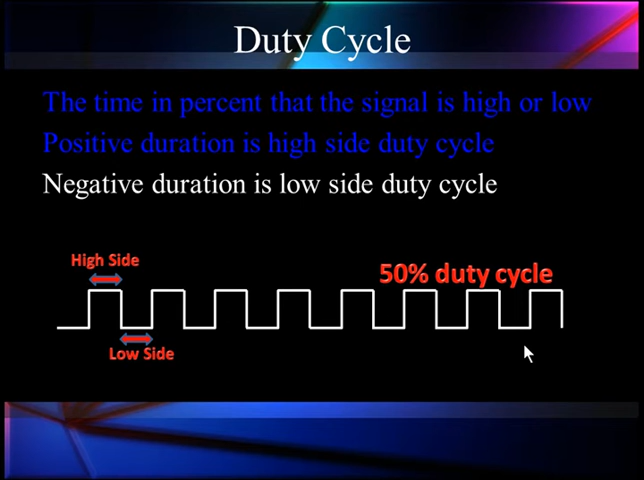 Duty Cycle
The time in percent that the signal is high or low
Positive duration is high side duty cycle
Negative duration is low side duty cycle
High Side
50% duty cycle
Low Side